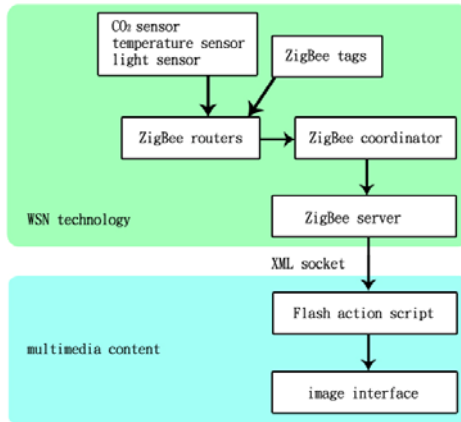 CO₂ sensor
temperature sensor
light sensor
ZigBee tags
ZigBee routers
ZigBee coordinator
ZigBee server
WSN technology
XML socket
Flash action script
multimedia content
image interface